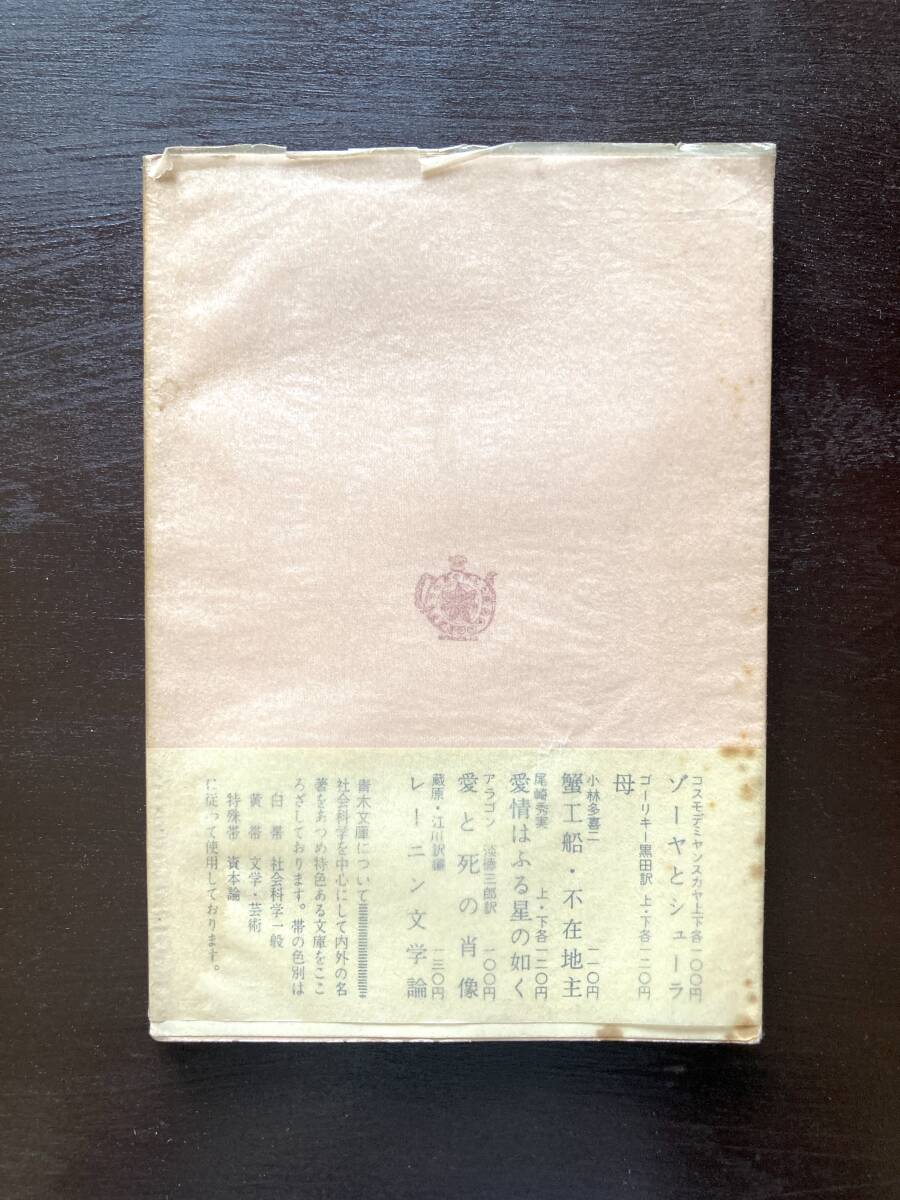 コスモデミヤンスカヤ 上下各一〇〇円
ゾーヤとシューラ
ゴーリキー 黒田訳 上・下各一二〇円
母
小林多喜二 一一〇円
蟹工船・不在地主
尾崎秀実 上・下各一三〇円
愛情はふる星の如く
アラゴン 淡徳三郎訳 一〇〇円
愛と死の肖像
蔵原・江川訳編 一三〇円
レーニン文学論
青木文庫について
社会科学を中心にして内外の名
著をあつめ特色ある文庫をここ
ろざしております。帯の色別は
白帯 社会科学一般
黄帯 文学・芸術
特殊帯 資本論
に従って使用しております。